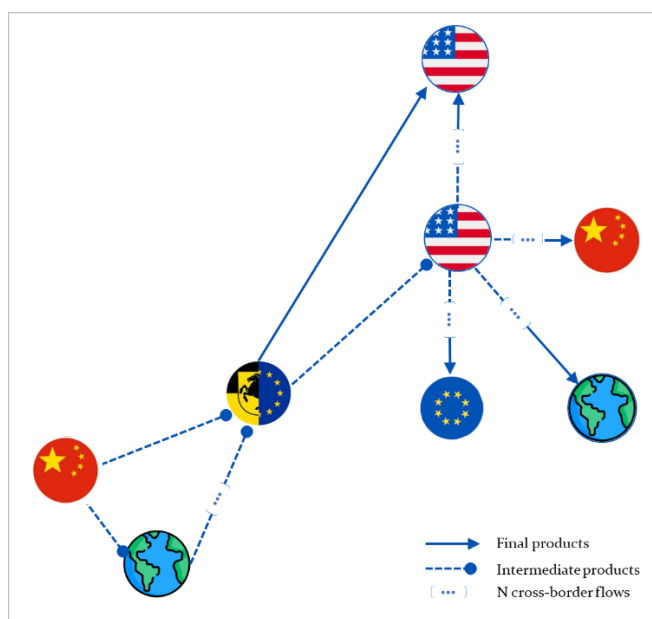 Final products
Intermediate products
N cross-border flows